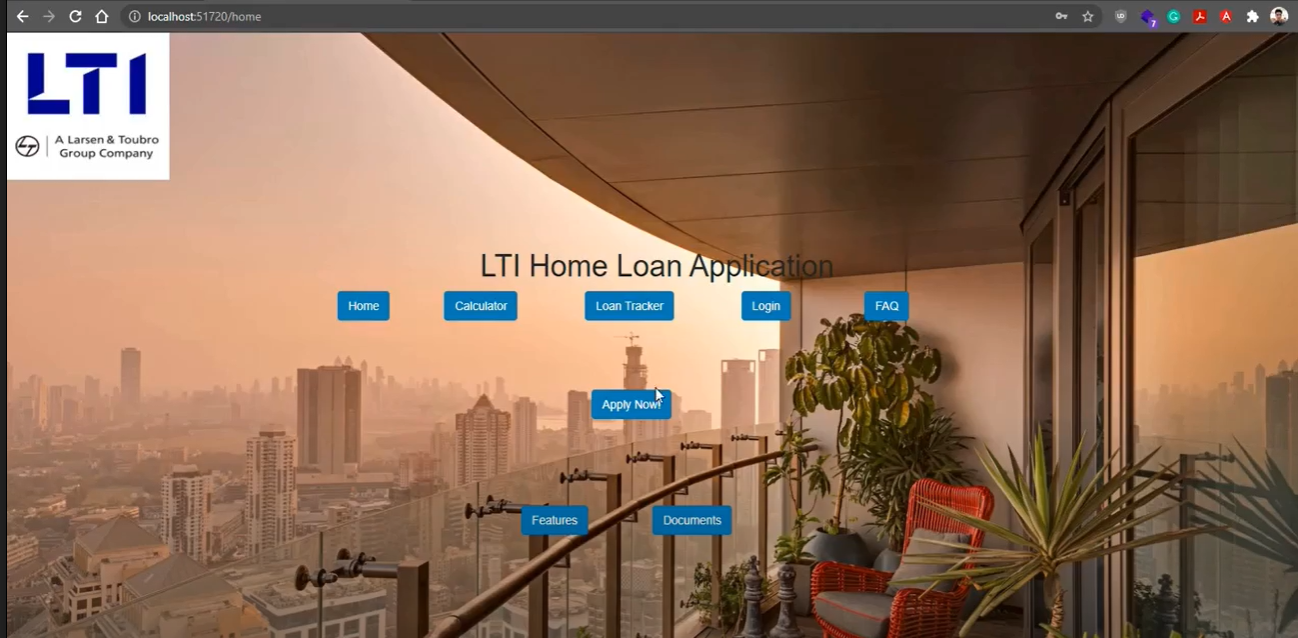 localhost:51720/home
7
LTI
A Larsen & Toubro
Group Company
LTI Home Loan Application
Home Calculator Loan Tracker Login FAQ
Apply Now!
Features Documents